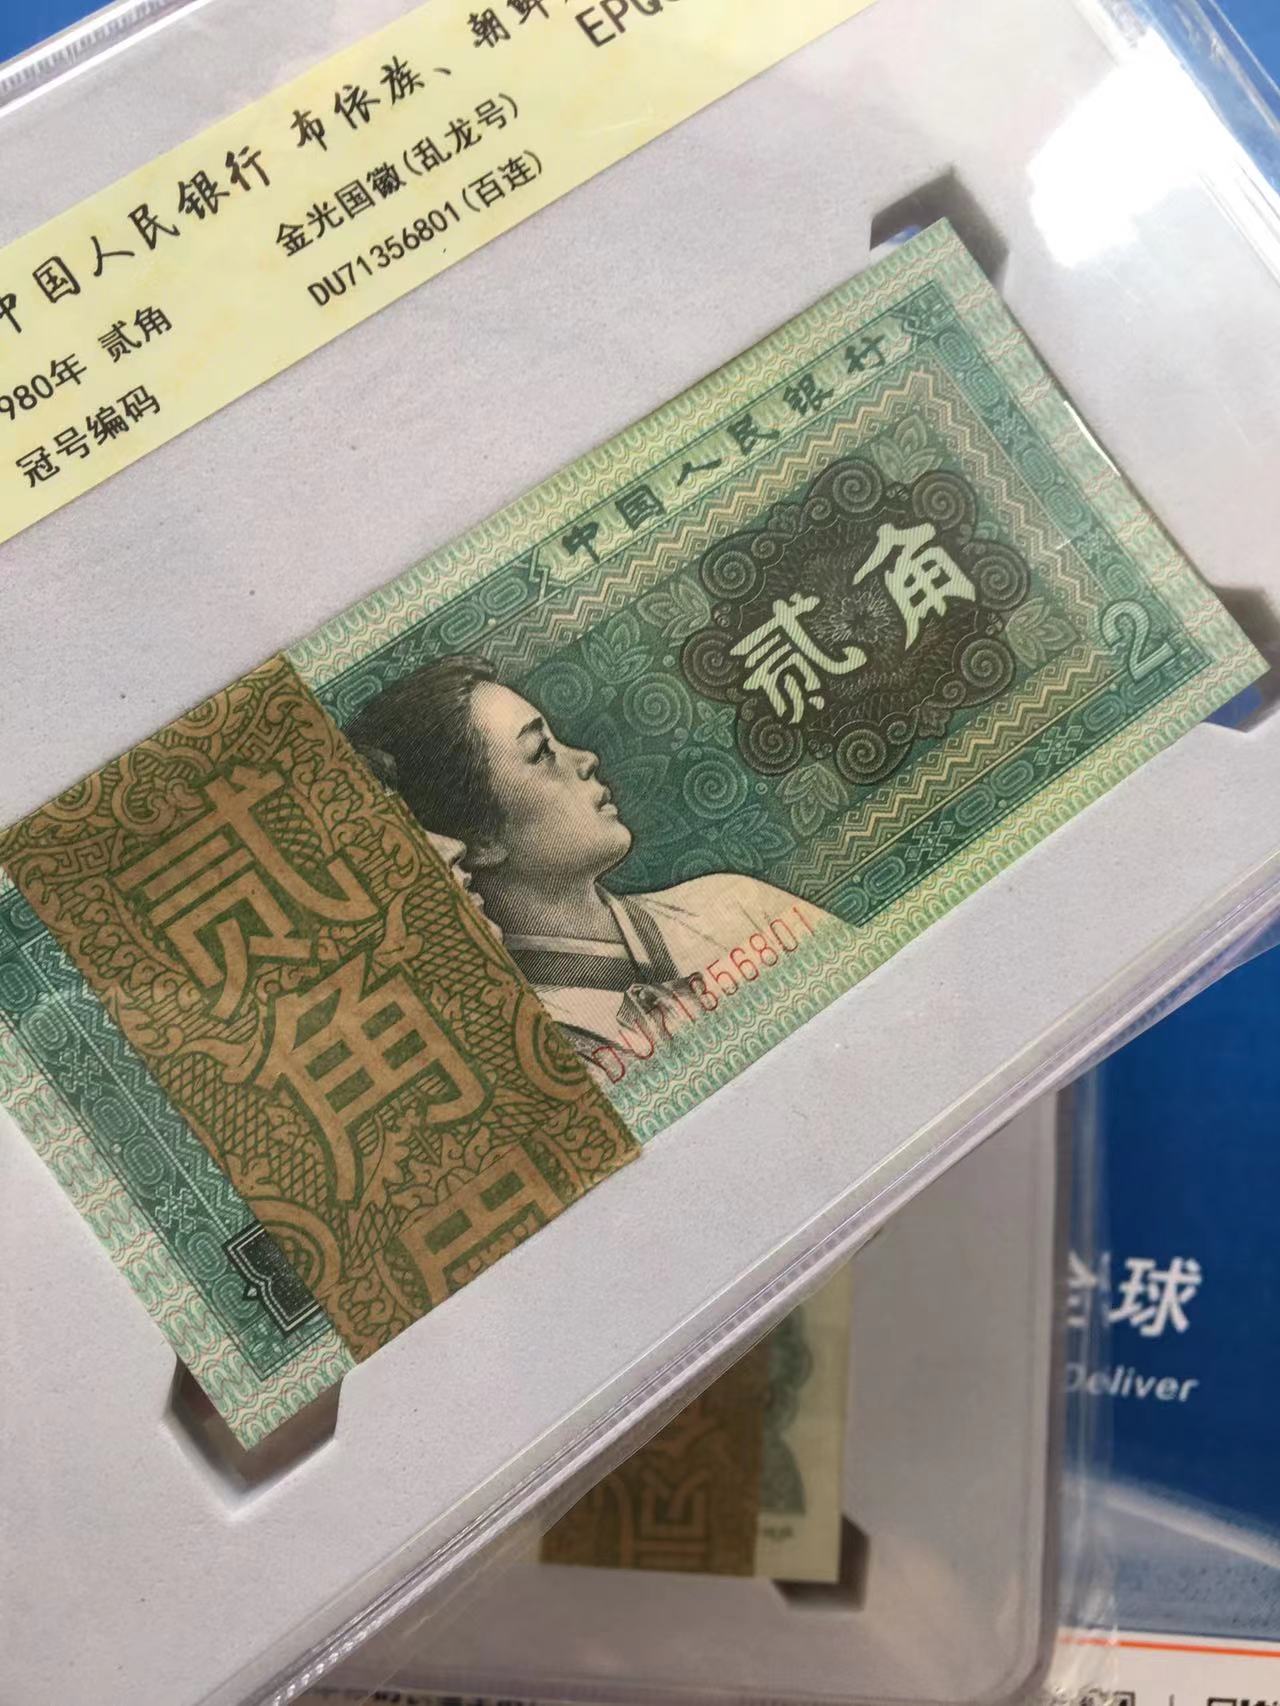 中国人民银行 布依族、朝鲜
EPQ
980年 贰角
金光国徽(乱龙号)
冠号编码
DU71356801(百连)
中国人民银行
贰角
2
DU71356801
贰角
球
Deliver